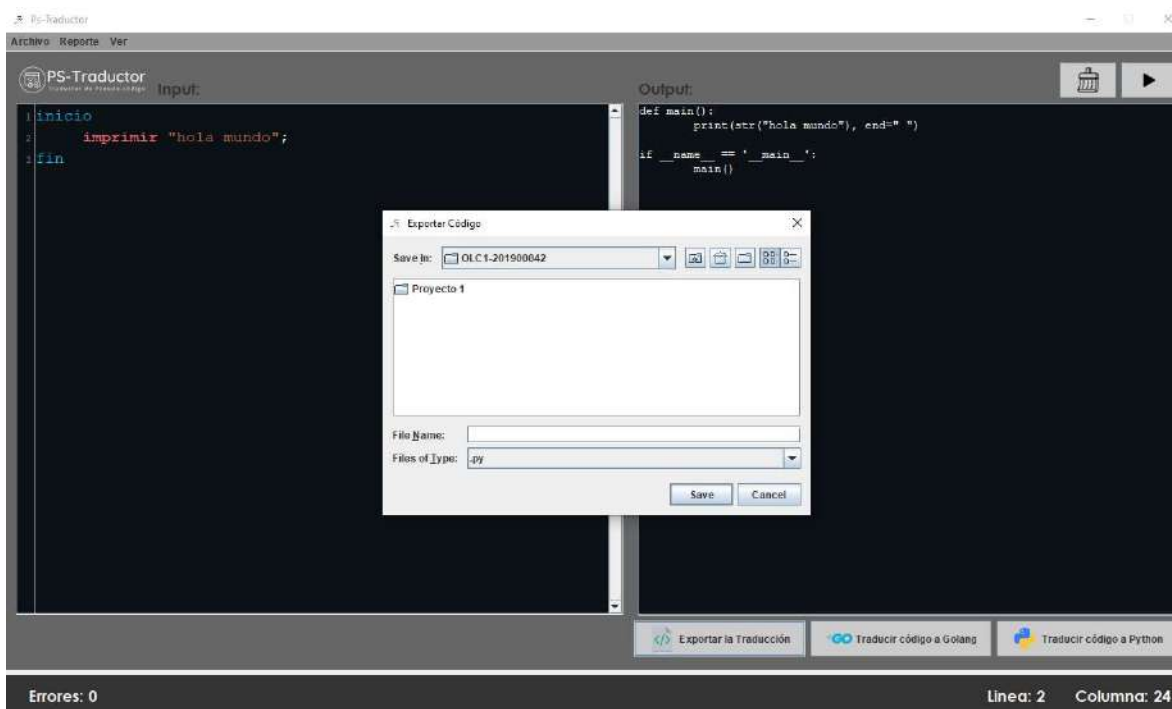 Ps-Traductor
Archivo Reporte Ver
PS-Traductor
Input:
1 inicio
2 imprimir "hola mundo";
3 fin
Output:
def main():
print(str("hola mundo"), end=" ")
if __name__ == '__main__':
main()
Exporter Código
Save In: OLC1-201900042
Proyecto 1
File Name:
Files of Type: .py
Save Cancel
</> Exportar la Traducción
GO Traducir código a Golang
Traducir código a Python
Errores: 0
Linea: 2 Columna: 24